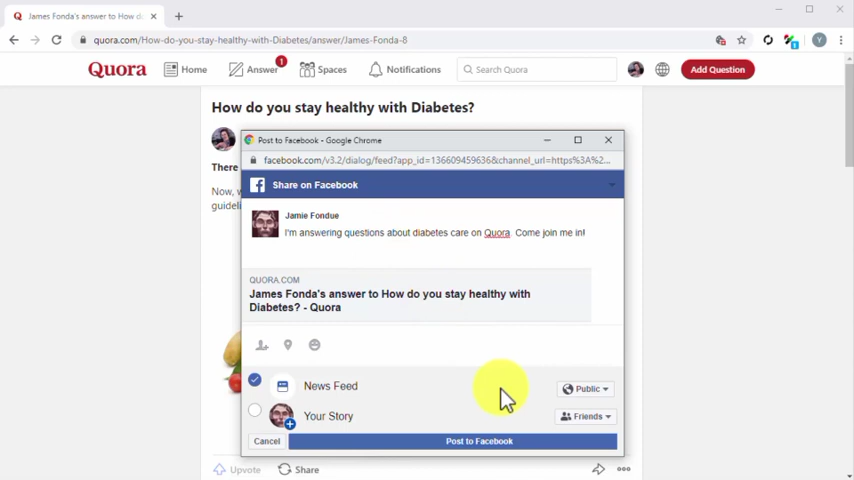 James Fonda's answer to How do
quora.com/How-do-you-stay-healthy-with-Diabetes/answer/James-Fonda-8
Y
Quora
Home
Answer
1
Spaces
Notifications
Search Quora
Add Question
How do you stay healthy with Diabetes?
There
Now, w
guideli
Post to Facebook - Google Chrome
facebook.com/v3.2/dialog/feed?app_id=136609459636&channel_url=https%3A%2...
Share on Facebook
Jamie Fondue
I'm answering questions about diabetes care on Quora. Come join me in!
QUORA.COM
James Fonda's answer to How do you stay healthy with
Diabetes? - Quora
News Feed
Public
Your Story
Friends
Cancel
Post to Facebook
Upvote
Share